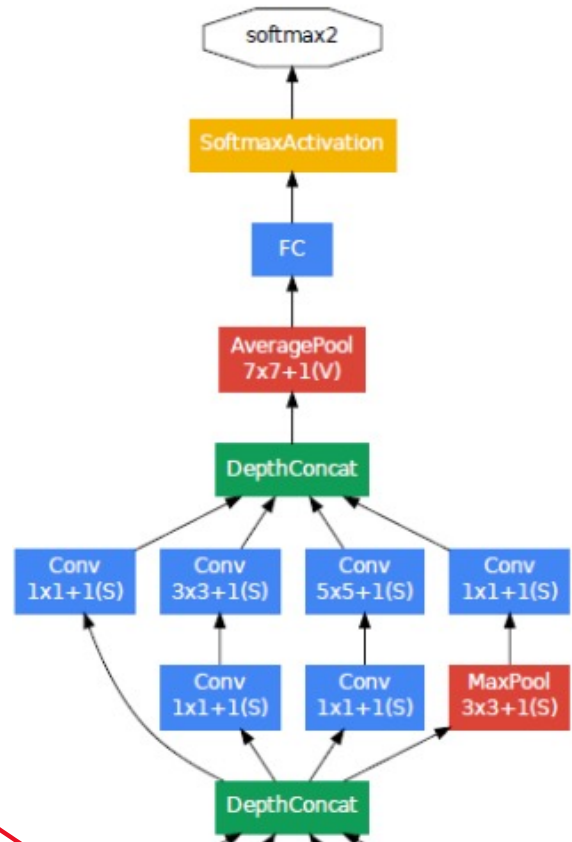 softmax2
SoftmaxActivation
FC
AveragePool
7x7+1(V)
DepthConcat
Conv
1x1+1(S)
Conv
3x3+1(S)
Conv
5x5+1(S)
Conv
1x1+1(S)
Conv
1x1+1(S)
Conv
1x1+1(S)
MaxPool
3x3+1(S)
DepthConcat